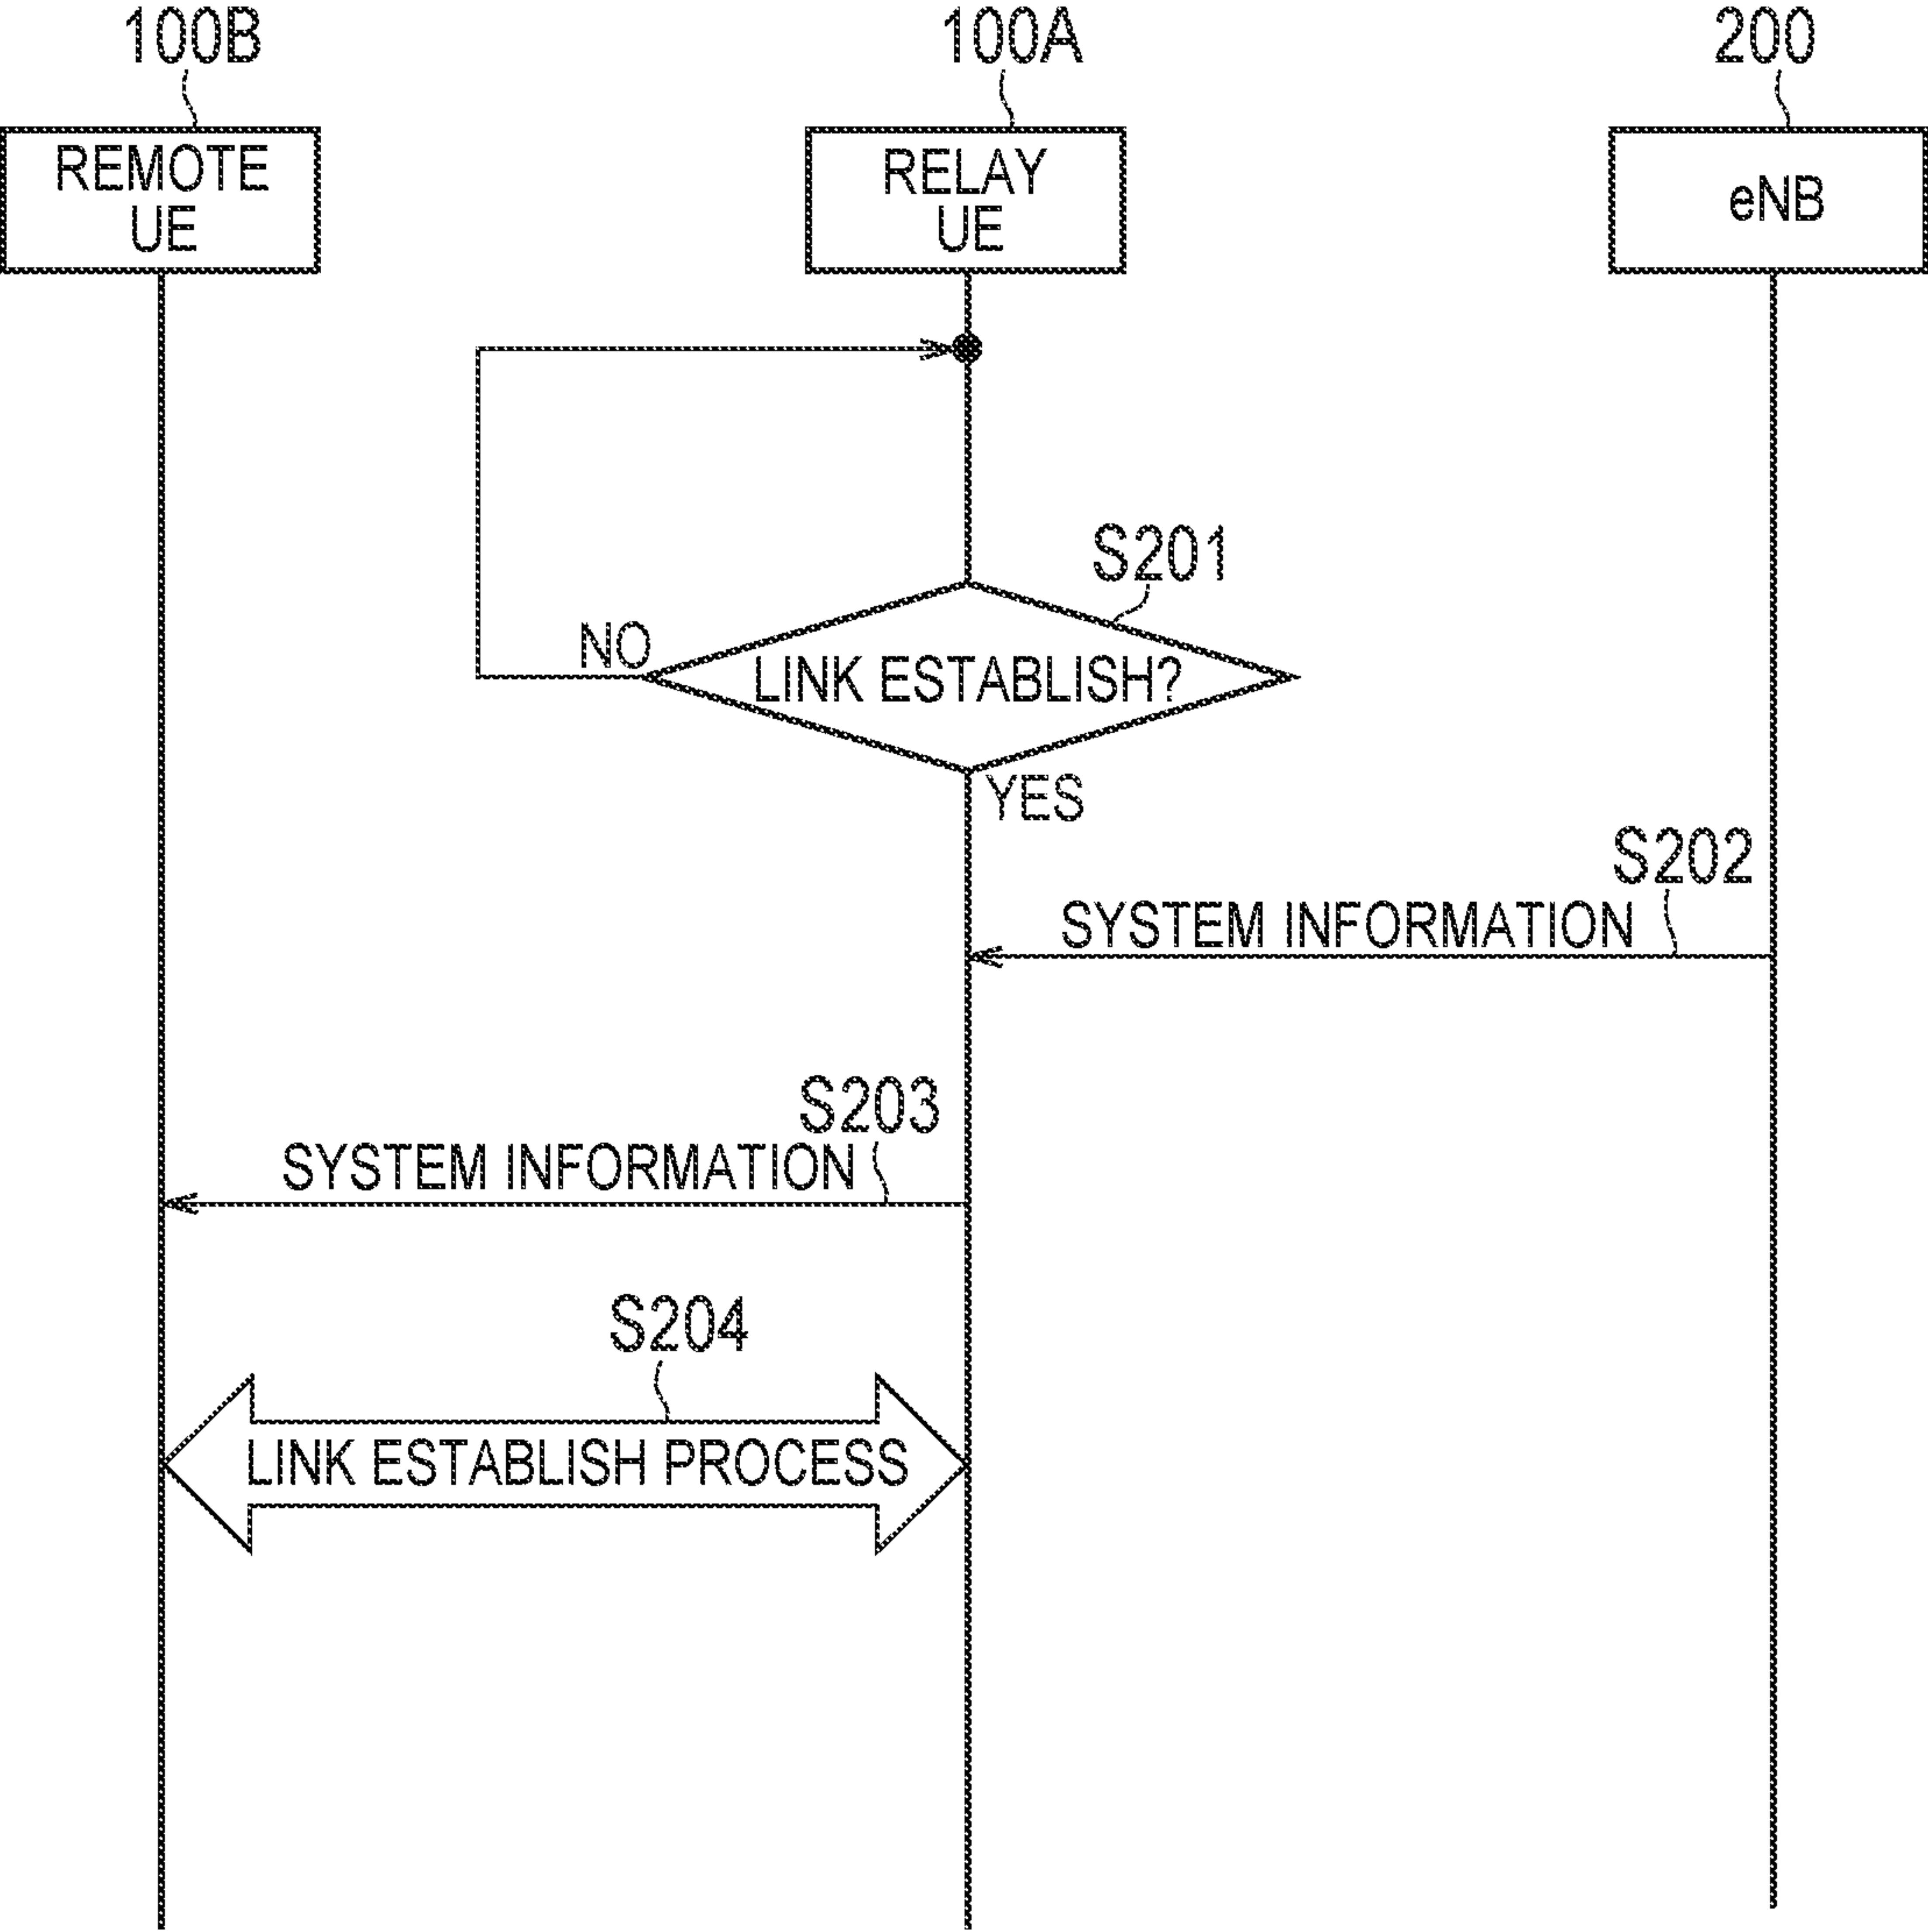 100B
100A
200
REMOTE
UE
RELAY
UE
eNB
S201
NO
LINK ESTABLISH?
YES
S202
SYSTEM INFORMATION
S203
SYSTEM INFORMATION
S204
LINK ESTABLISH PROCESS